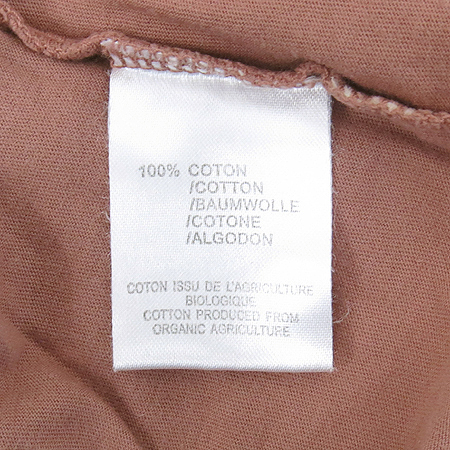 100% COTON
/COTTON
/BAUMWOLLE
/COTONE
/ALGODON
COTON ISSU DE L'AGRICULTURE
BIOLOGIQUE
COTTON PRODUCED FROM
ORGANIC AGRICULTURE